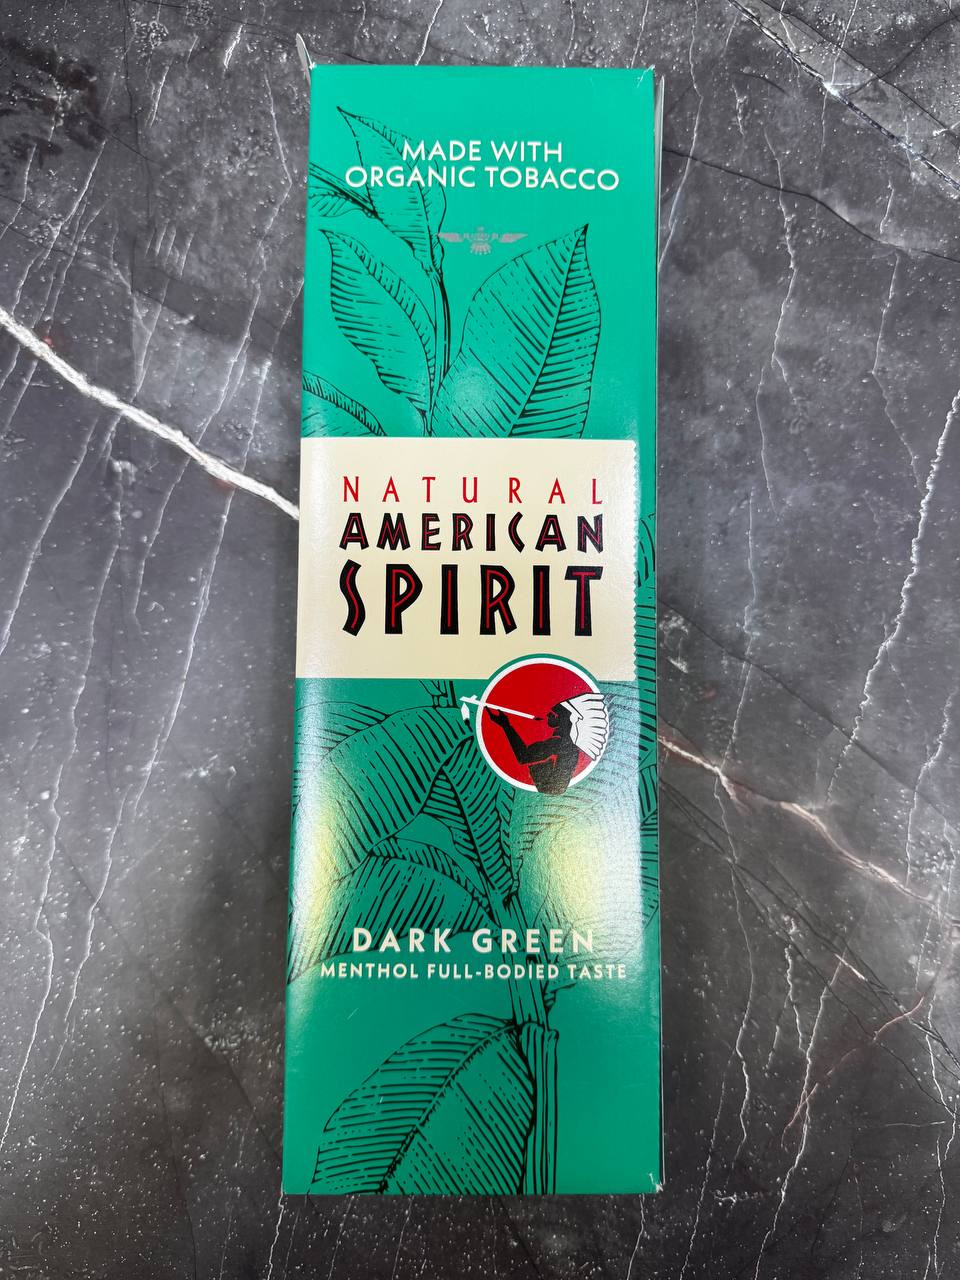 MADE WITH
ORGANIC TOBACCO
NATURAL
AMERICAN
SPIRIT
DARK GREEN
MENTHOL FULL-BODIED TASTE